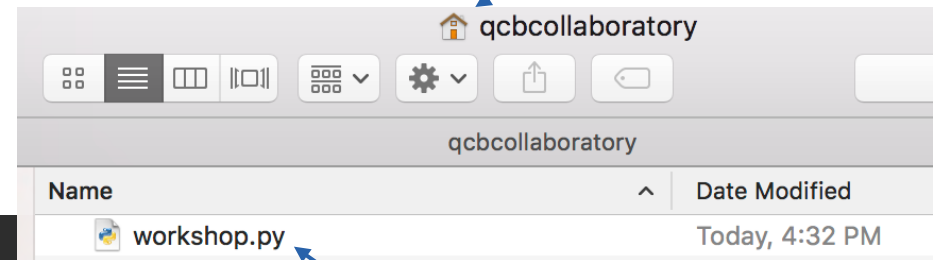 qcbcollaboratory
qcbcollaboratory
Name Date Modified
workshop.py Today, 4:32 PM